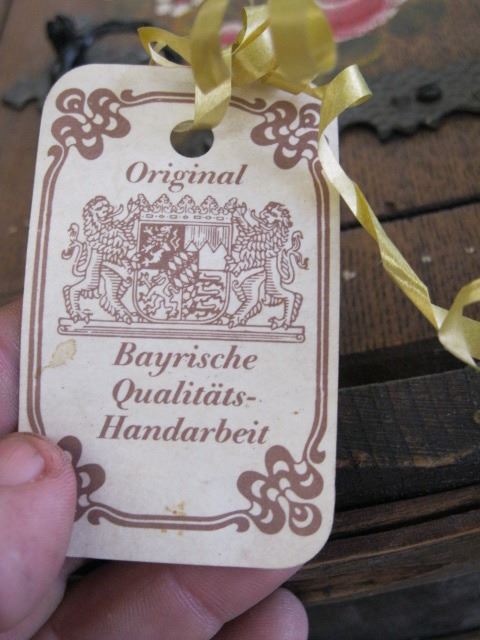 Original
Bayrische
Qualitäts-
Handarbeit